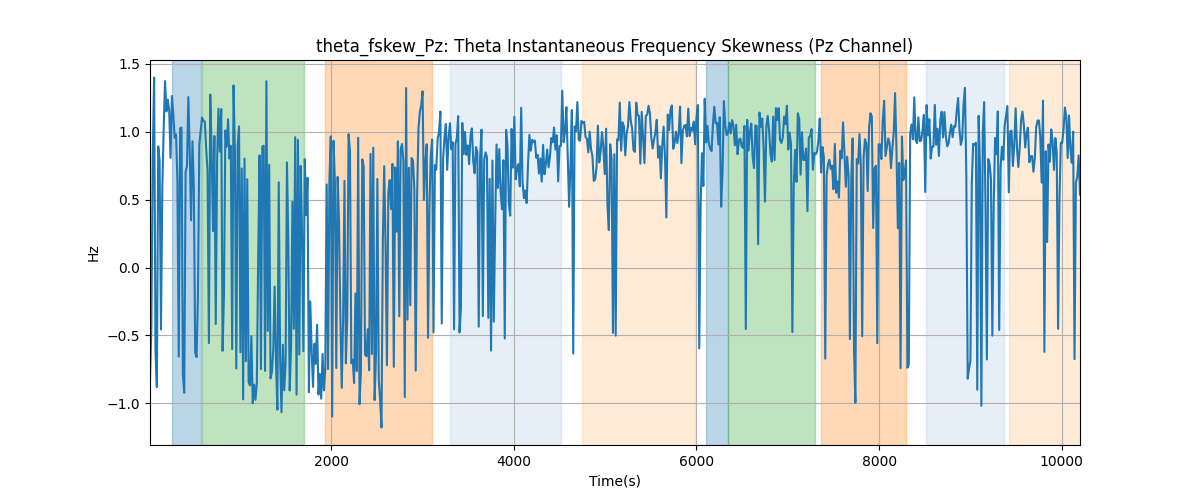 theta_fskew_Pz: Theta Instantaneous Frequency Skewness (Pz Channel)
1.5
1.0
0.5
0.0
−0.5
−1.0
Hz
2000 4000 6000 8000 10000
Time(s)